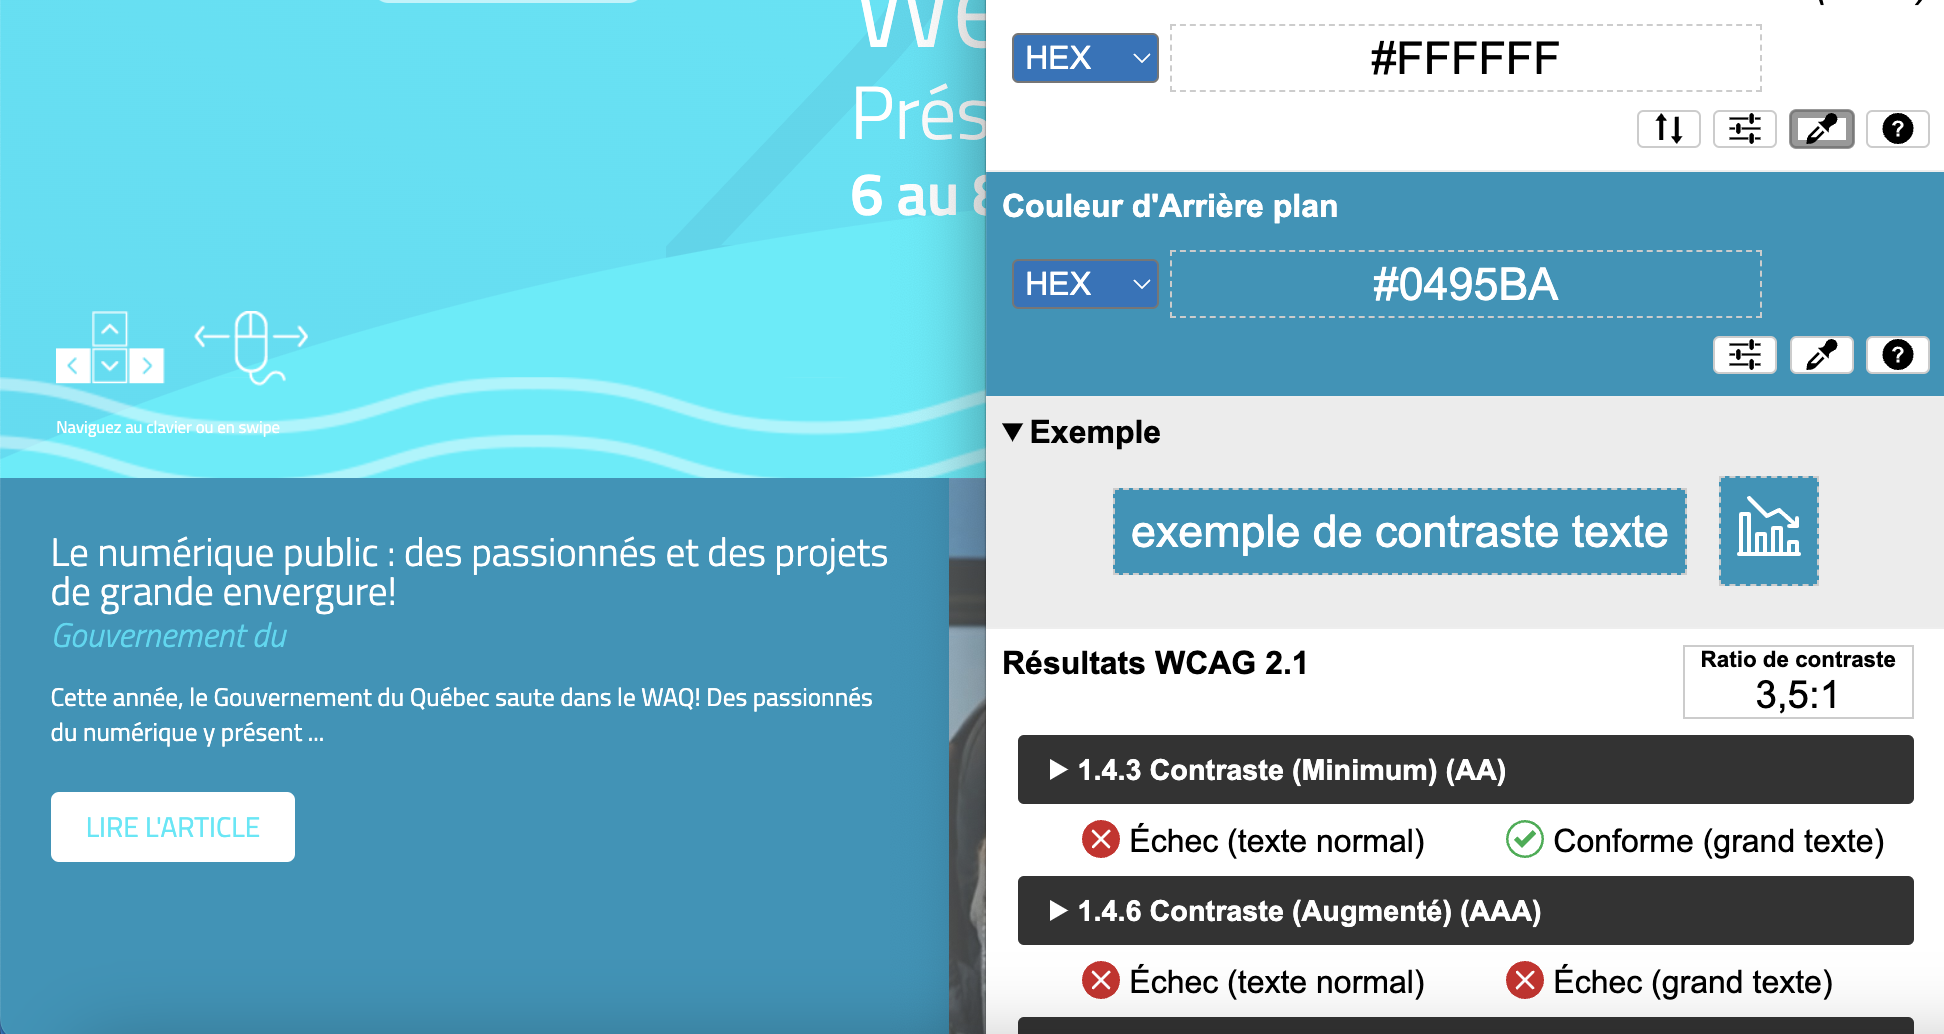 We
Prés
6 au 8
Naviguez au clavier ou en swipe
Le numérique public : des passionnés et des projets
de grande envergure!
Gouvernement du
Cette année, le Gouvernement du Québec saute dans le WAQ! Des passionnés
du numérique y présent ...
LIRE L'ARTICLE
HEX
#FFFFFF
?
Couleur d'Arrière plan
HEX
#0495BA
?
Exemple
exemple de contraste texte
Résultats WCAG 2.1
Ratio de contraste
3,5:1
1.4.3 Contraste (Minimum) (AA)
Échec (texte normal)
Conforme (grand texte)
1.4.6 Contraste (Augmenté) (AAA)
Échec (texte normal)
Échec (grand texte)